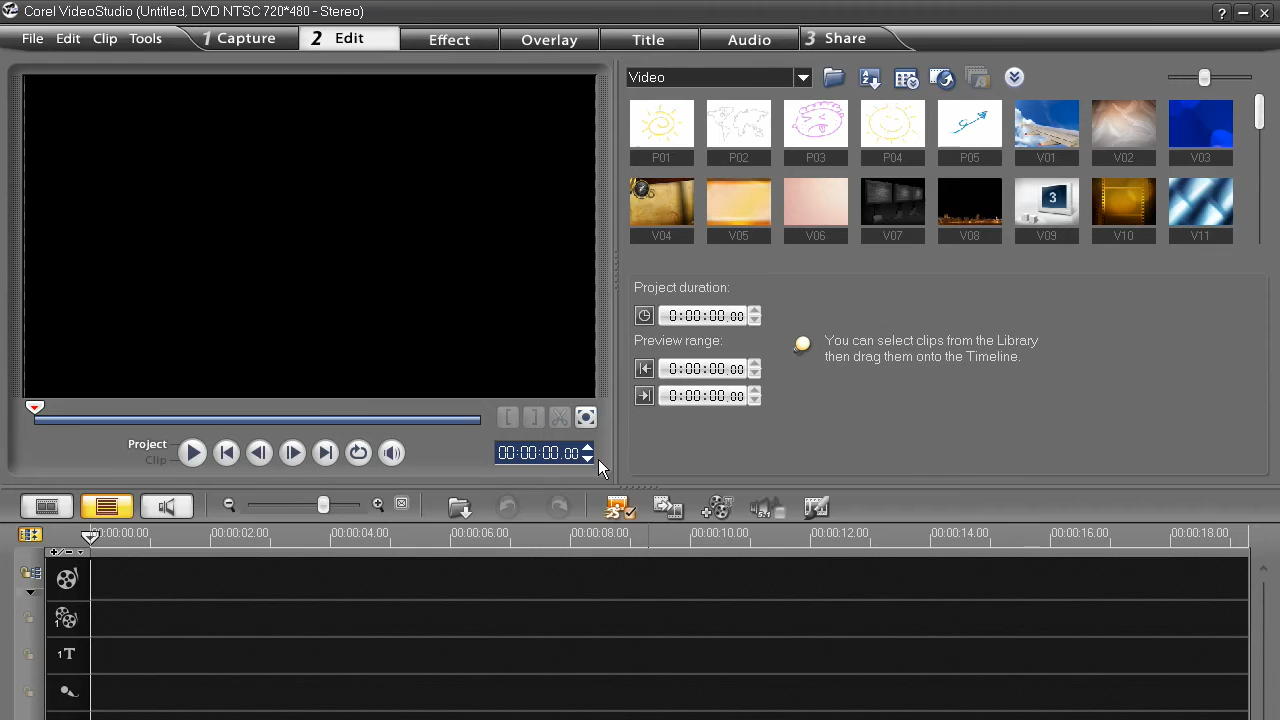 Corel VideoStudio (Untitled, DVD NTSC 720*480 - Stereo)
File Edit Clip Tools 1 Capture 2 Edit Effect Overlay Title Audio 3 Share
Video
P01 P02 P03 P04 P05 V01 V02 V03
3
V04 V05 V06 V07 V08 V09 V10 V11
Project duration:
0:00:00.00
Preview range:
0:00:00.00
0:00:00.00
You can select clips from the Library
then drag them onto the Timeline.
Project
Clip
00:00:00.00
5.1
00:00:00.00 00:00:02.00 00:00:04.00 00:00:06.00 00:00:08.00 00:00:10.00 00:00:12.00 00:00:14.00 00:00:16.00 00:00:18.00
+/-
1
1T